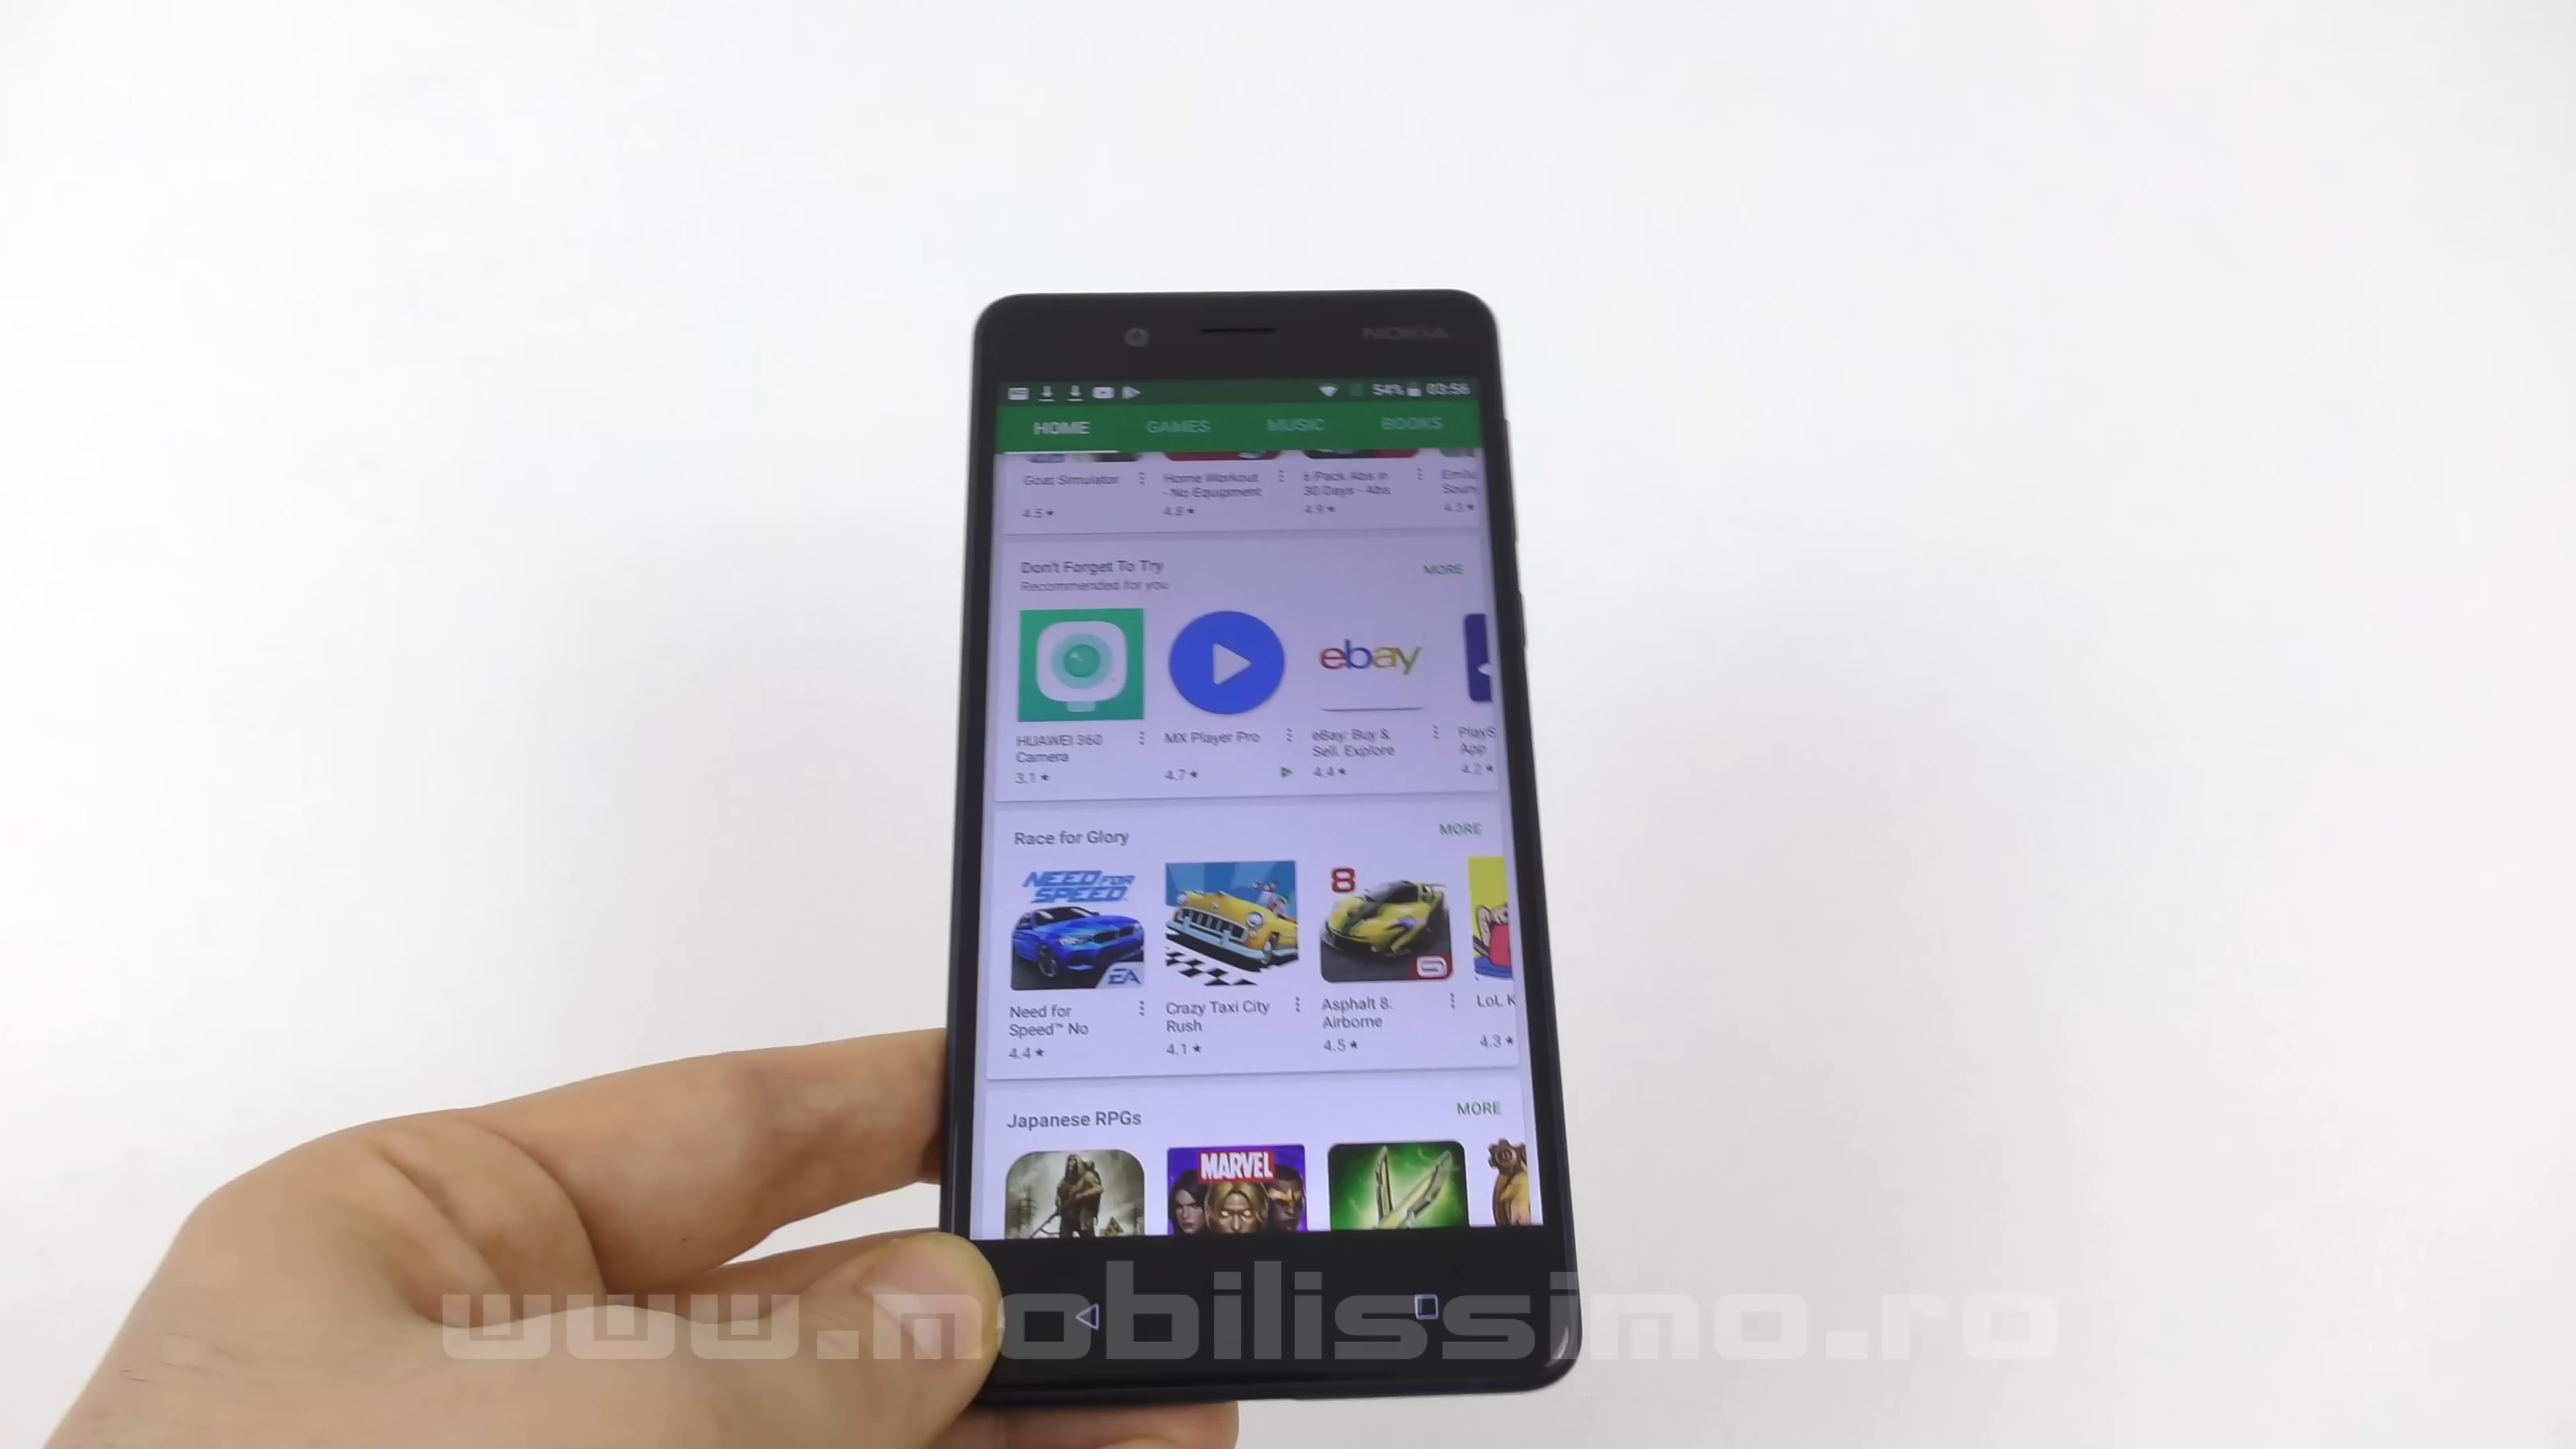 NOKIA
54% 03:56
HOME GAMES MUSIC BOOKS
Goat Simulator
4.5★
Home Workout
- No Equipment
4.8★
6 Pack Abs in
30 Days - Abs
4.9★
4.3★
Don't Forget To Try
MORE
Recommended for you
ebay
HUAWEI 360
Camera
3.1★
MX Player Pro
4.7★
eBay: Buy &
Sell. Explore
4.4★
PlayS
App
4.2★
Race for Glory
MORE
NEED FOR
SPEED
EA
8
Need for
Speed™ No
4.4★
Crazy Taxi City
Rush
4.1★
Asphalt 8:
Airborne
4.5★
LoL K
4.3★
Japanese RPGs
MORE
MARVEL
www.mobilissimo.ro